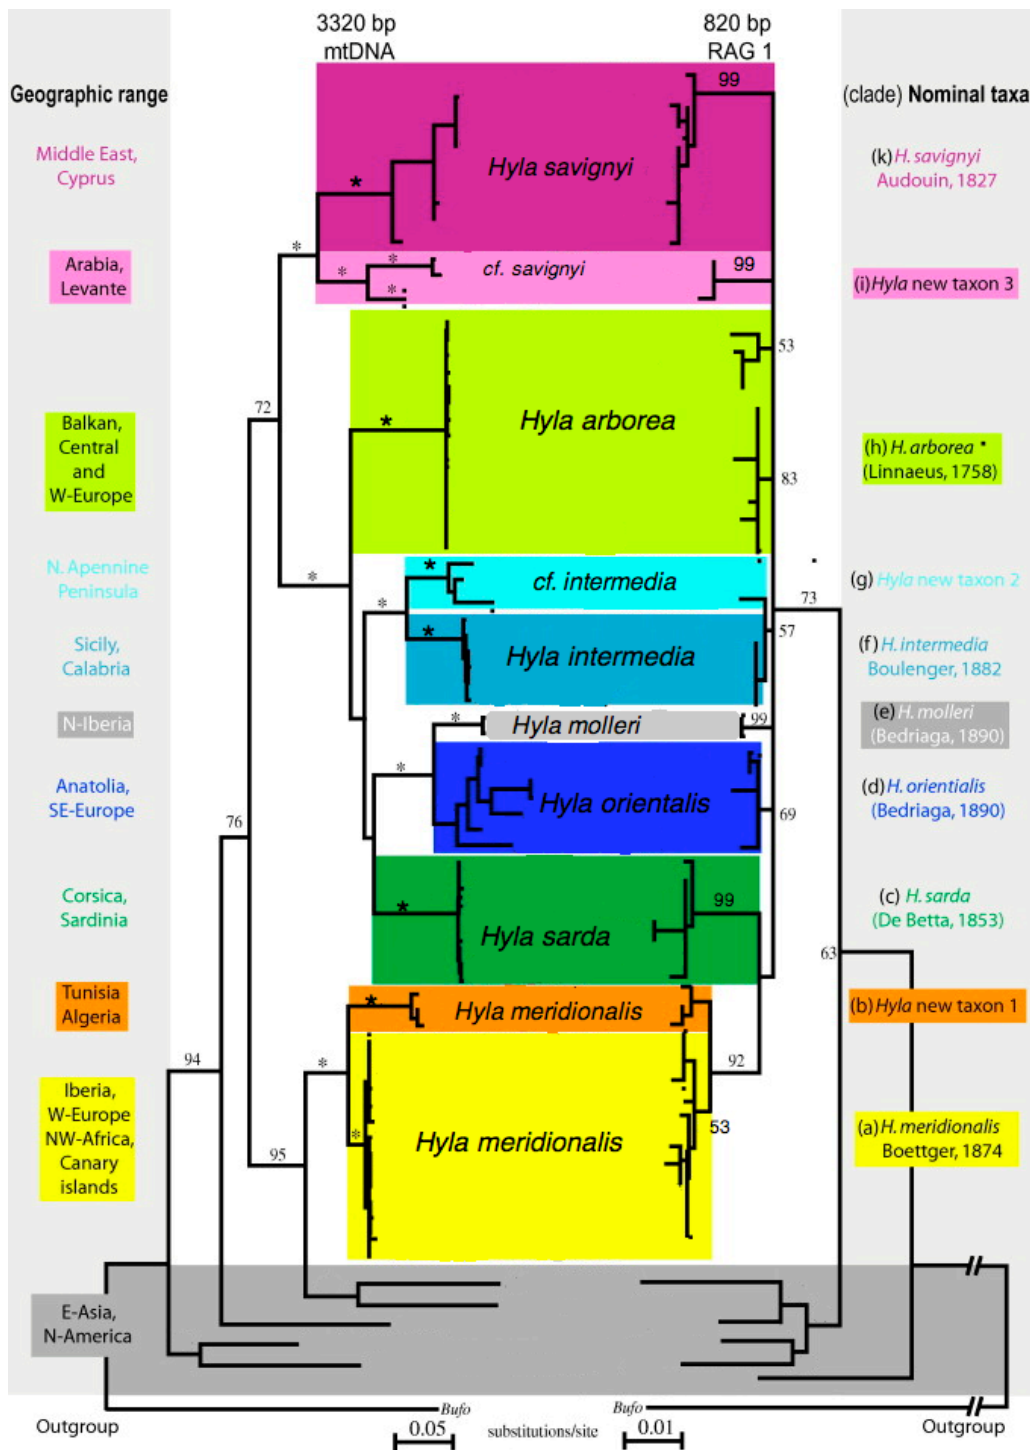 3320 bp
mtDNA
820 bp
RAG 1
Geographic range
(clade) Nominal taxa
99
Middle East,
Cyprus
*
Hyla savignyi
(k) H. savignyi
Audouin, 1827
*
Arabia,
Levante
*
*
*
cf. savignyi
99
(i) Hyla new taxon 3
53
72
Balkan,
Central
and
W-Europe
*
Hyla arborea
83
(h) H. arborea
(Linnaeus, 1758)
N. Apennine
Peninsula
*
*
*
cf. intermedia
73
(g) Hyla new taxon 2
Sicily,
Calabria
*
Hyla intermedia
57
(f) H. intermedia
Boulenger, 1882
N-Iberia
*
Hyla molleri
99
(e) H. molleri
(Bedriaga, 1890)
Anatolia,
SE-Europe
*
Hyla orientalis
69
(d) H. orientialis
(Bedriaga, 1890)
76
Corsica,
Sardinia
*
Hyla sarda
99
(c) H. sarda
(De Betta, 1853)
63
Tunisia
Algeria
*
Hyla meridionalis
(b) Hyla new taxon 1
94
*
92
Iberia,
W-Europe
NW-Africa,
Canary
islands
95
*
Hyla meridionalis
53
(a) H. meridionalis
Boettger, 1874
E-Asia,
N-America
Outgroup
Bufo
Bufo
Outgroup
0.05
substitutions/site
0.01